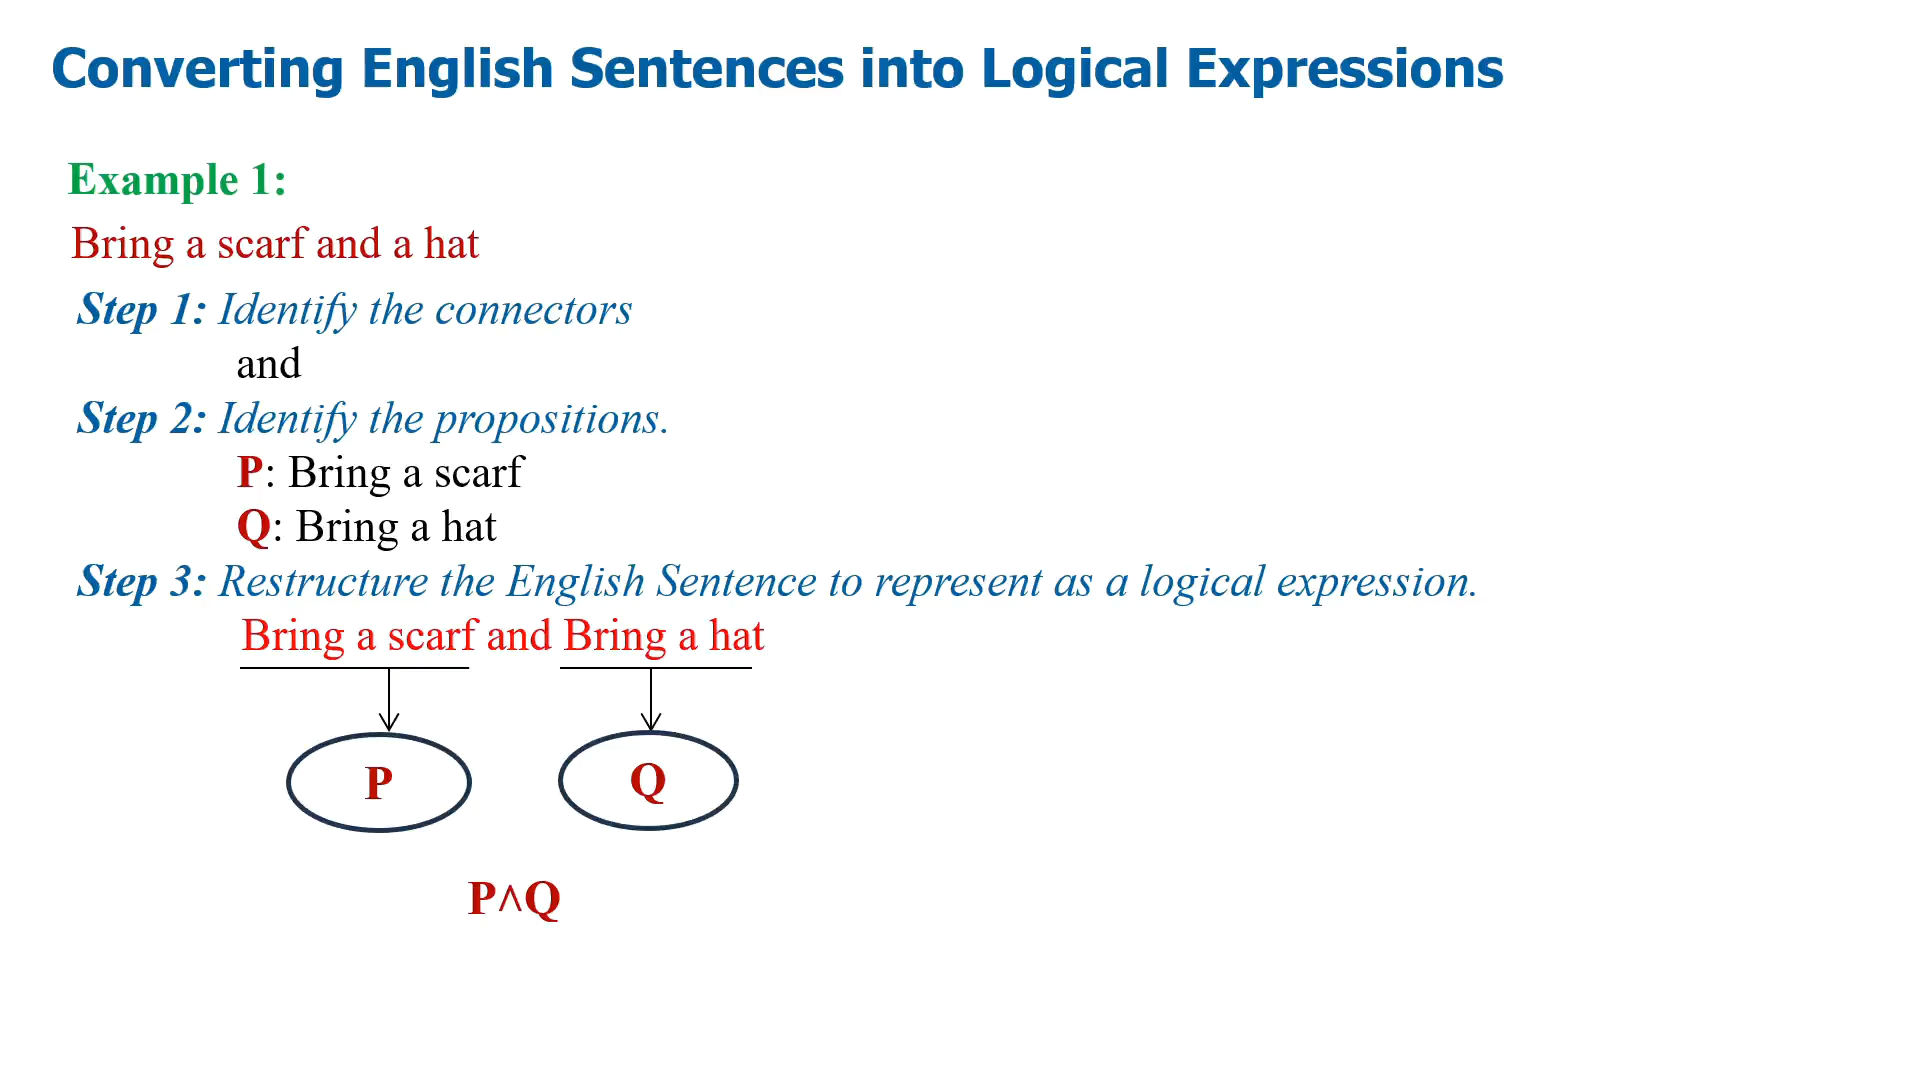 Converting English Sentences into Logical Expressions
Example 1:
Bring a scarf and a hat
Step 1: Identify the connectors
and
Step 2: Identify the propositions.
P: Bring a scarf
Q: Bring a hat
Step 3: Restructure the English Sentence to represent as a logical expression.
Bring a scarf and Bring a hat
P Q
P^Q